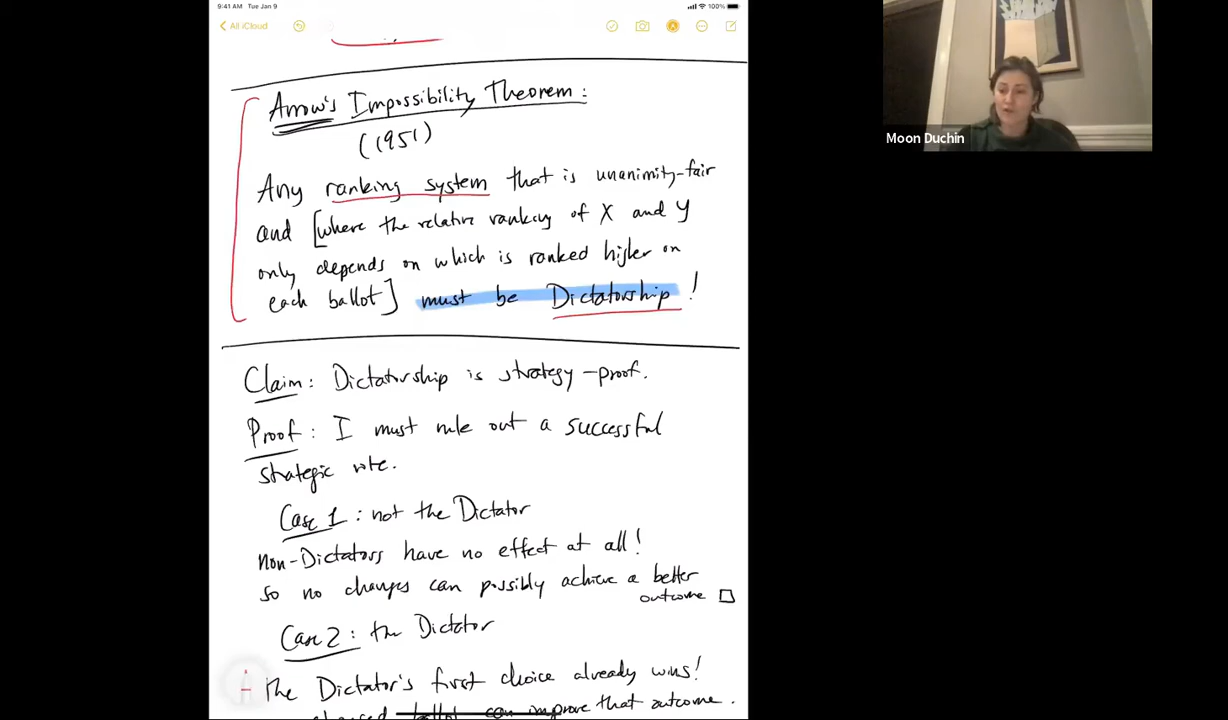 9:41 AM Tue Jan 9
100%
All iCloud
Moon Duchin
Arrow's Impossibility Theorem:
(1951)
Any ranking system that is unanimity-fair
and [where the relative ranking of X and Y
only depends on which is ranked higher on
each ballot] must be Dictatorship!
Claim: Dictatorship is strategy-proof.
Proof: I must rule out a successful
strategic vote.
Case 1: not the Dictator
non-Dictators have no effect at all!
so no changes can possibly achieve a better
outcome □
Case 2: the Dictator
The Dictator's first choice already wins!
changed ballot can improve that outcome.